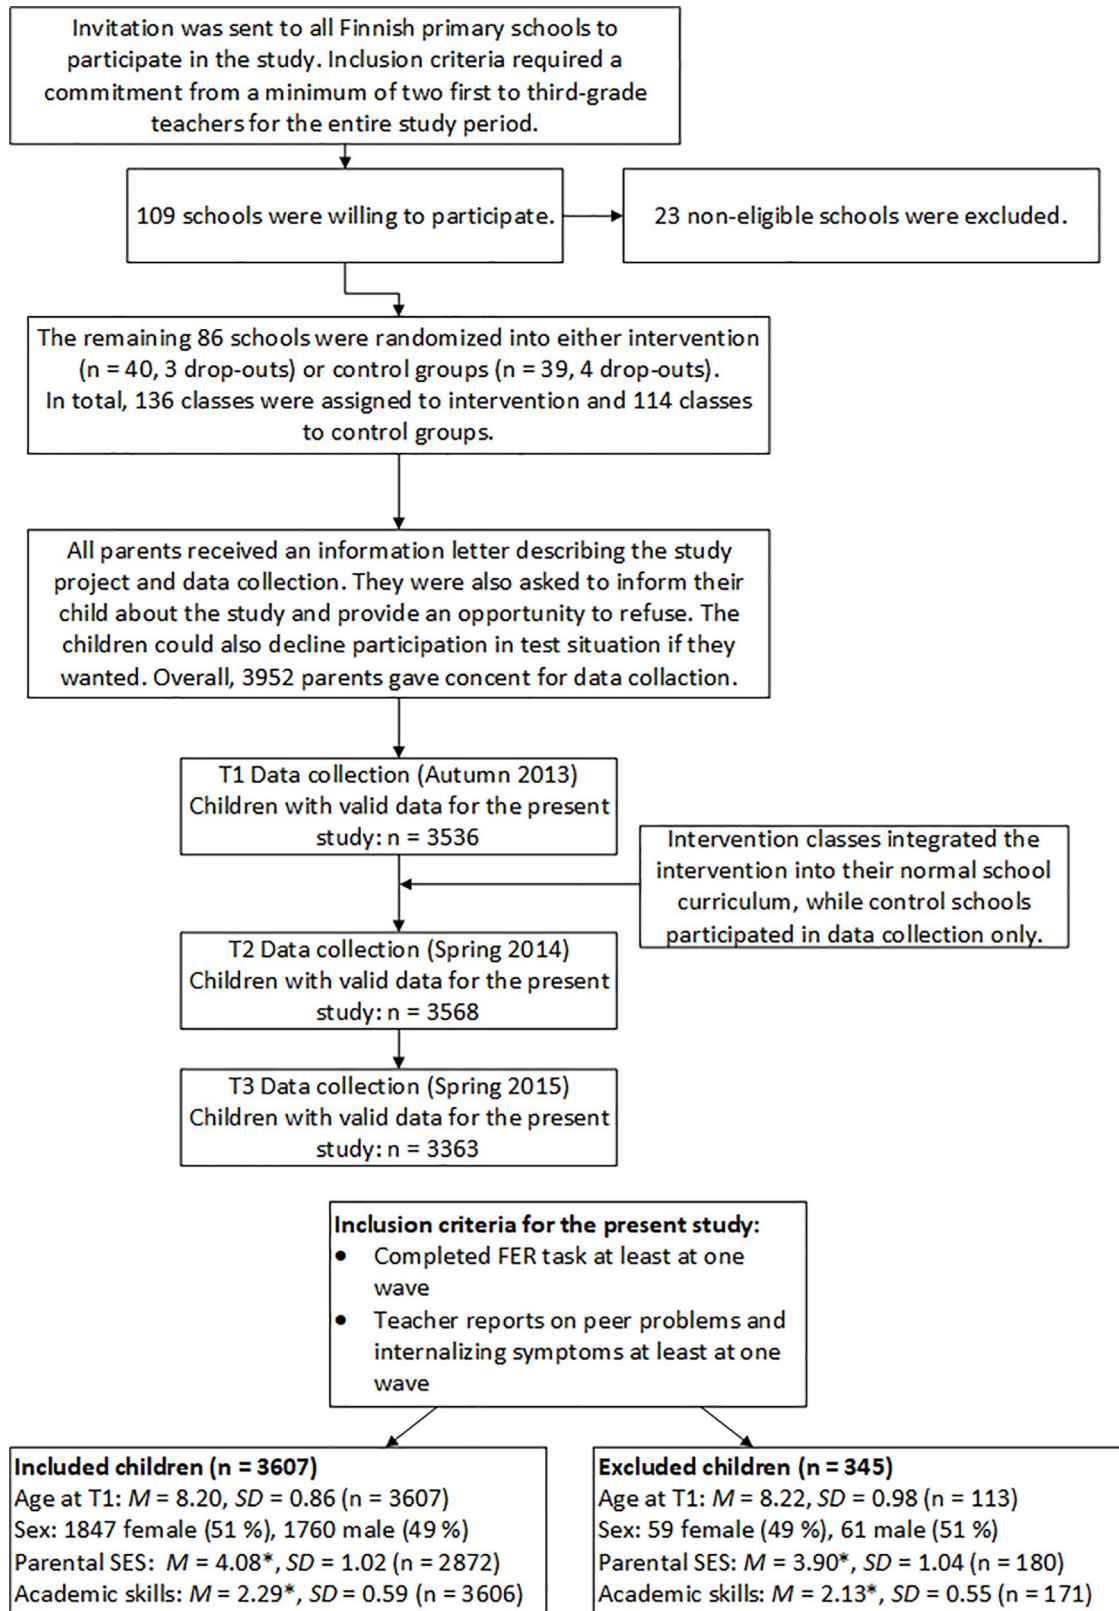 Invitation was sent to all Finnish primary schools to
participate in the study. Inclusion criteria required a
commitment from a minimum of two first to third-grade
teachers for the entire study period.
109 schools were willing to participate.
23 non-eligible schools were excluded.
The remaining 86 schools were randomized into either intervention
(n = 40, 3 drop-outs) or control groups (n = 39, 4 drop-outs).
In total, 136 classes were assigned to intervention and 114 classes
to control groups.
All parents received an information letter describing the study
project and data collection. They were also asked to inform their
child about the study and provide an opportunity to refuse. The
children could also decline participation in test situation if they
wanted. Overall, 3952 parents gave concent for data collaction.
T1 Data collection (Autumn 2013)
Children with valid data for the present
study: n = 3536
Intervention classes integrated the
intervention into their normal school
curriculum, while control schools
participated in data collection only.
T2 Data collection (Spring 2014)
Children with valid data for the present
study: n = 3568
T3 Data collection (Spring 2015)
Children with valid data for the present
study: n = 3363
Inclusion criteria for the present study:
• Completed FER task at least at one
wave
• Teacher reports on peer problems and
internalizing symptoms at least at one
wave
Included children (n = 3607)
Age at T1: M = 8.20, SD = 0.86 (n = 3607)
Sex: 1847 female (51 %), 1760 male (49 %)
Parental SES: M = 4.08*, SD = 1.02 (n = 2872)
Academic skills: M = 2.29*, SD = 0.59 (n = 3606)
Excluded children (n = 345)
Age at T1: M = 8.22, SD = 0.98 (n = 113)
Sex: 59 female (49 %), 61 male (51 %)
Parental SES: M = 3.90*, SD = 1.04 (n = 180)
Academic skills: M = 2.13*, SD = 0.55 (n = 171)